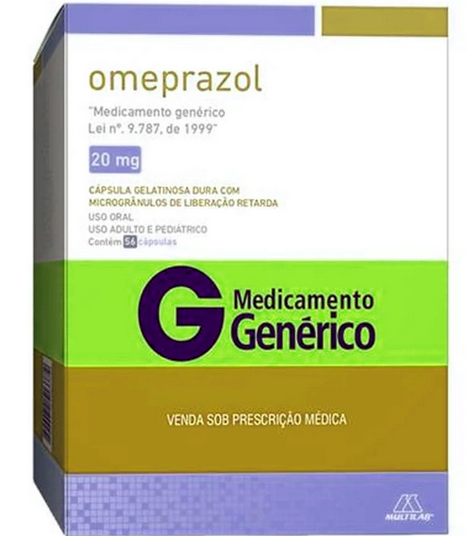 omeprazol
"Medicamento genérico
Lei nº. 9.787, de 1999"
20 mg
CÁPSULA GELATINOSA DURA COM
MICROGRÂNULOS DE LIBERAÇÃO RETARDA
USO ORAL
USO ADULTO E PEDIÁTRICO
Contém 56 cápsulas
G Medicamento
Genérico
VENDA SOB PRESCRIÇÃO MÉDICA
MULTILAB